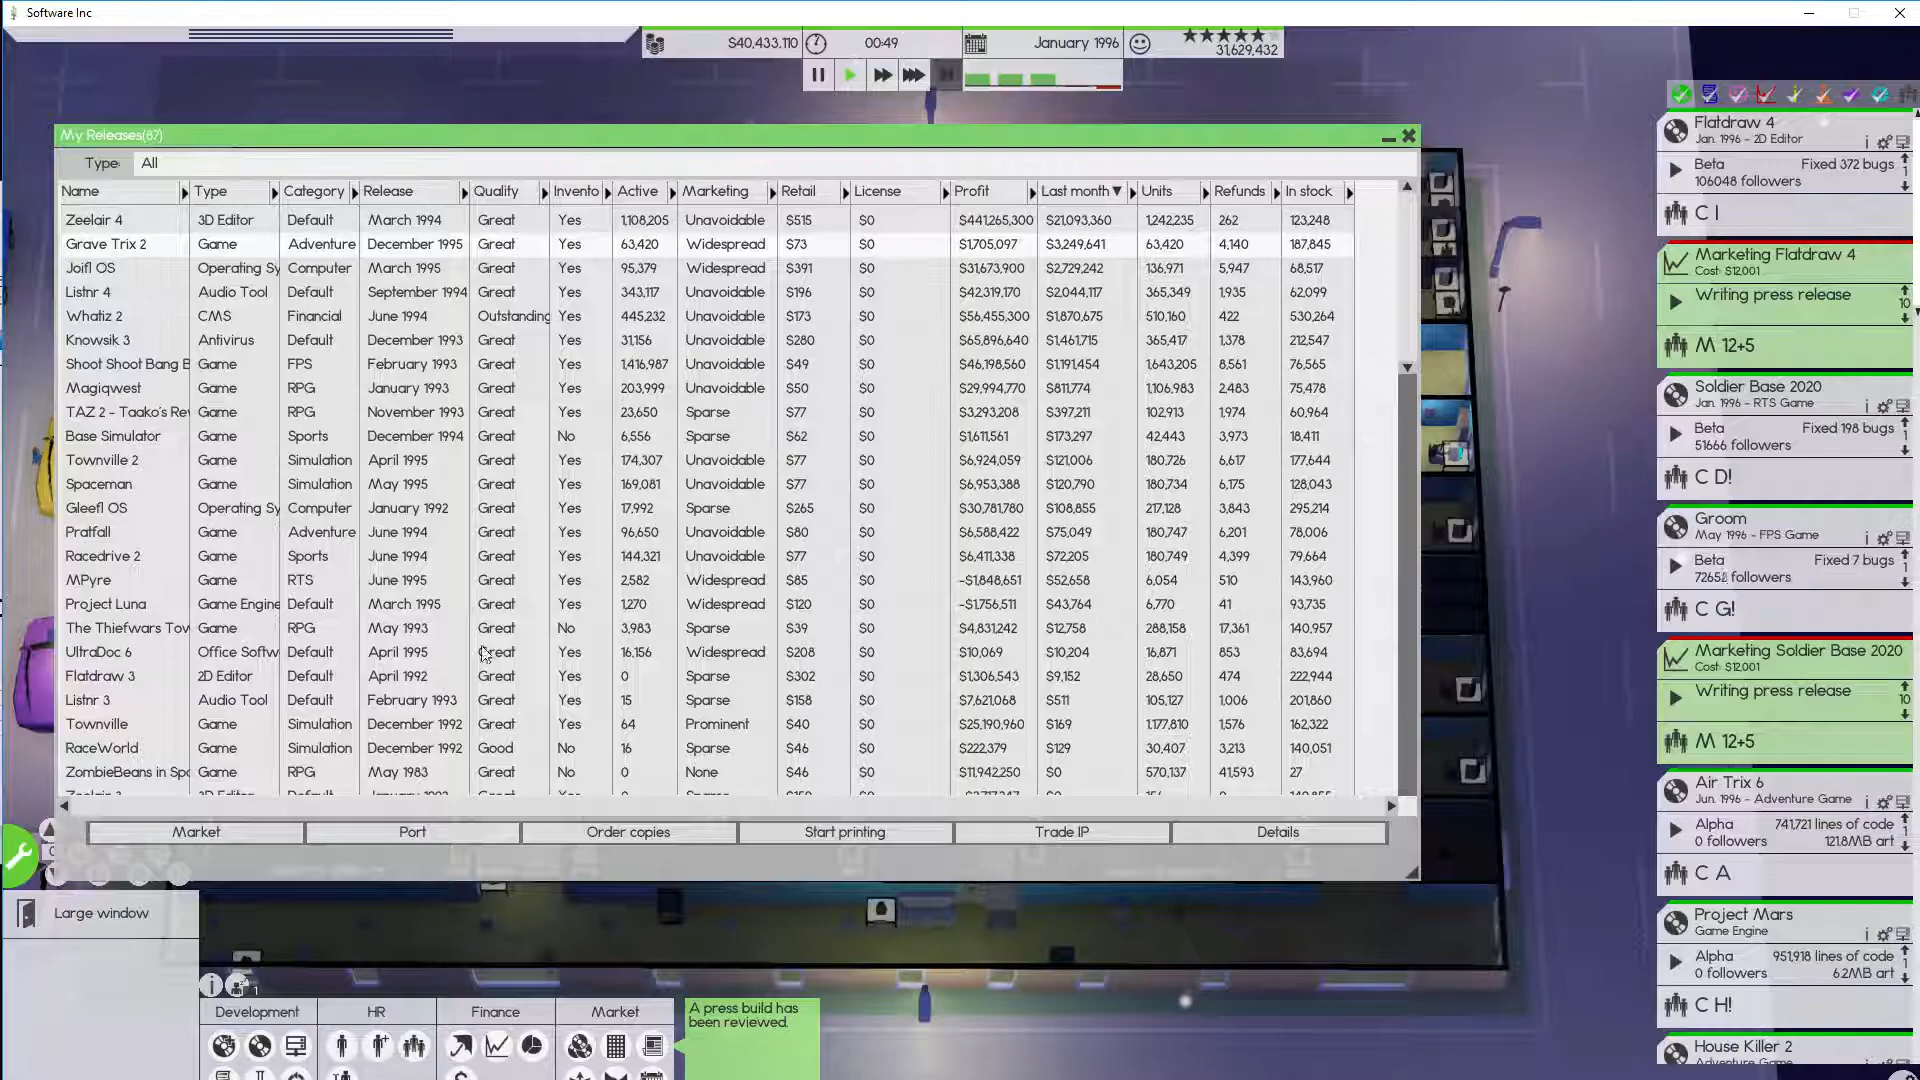 Software Inc
$40,433,110
00:49
January 1996
31,629,432
My Releases(87)
Type: All
Name Type Category Release Quality Invento Active Marketing Retail License Profit Last month Units Refunds In stock
Zeelair 4 3D Editor Default March 1994 Great Yes 1,108,205 Unavoidable $515 $0 $441,265,300 $21,093,360 1,242,235 262 123,248
Grave Trix 2 Game Adventure December 1995 Great Yes 63,420 Widespread $73 $0 $1,705,097 $3,249,641 63,420 4,140 187,845
Joifl OS Operating Sy Computer March 1995 Great Yes 95,379 Widespread $391 $0 $31,673,900 $2,729,242 136,971 5,947 68,517
Listnr 4 Audio Tool Default September 1994 Great Yes 343,117 Unavoidable $196 $0 $42,319,170 $2,044,117 365,349 1,935 62,099
Whatiz 2 CMS Financial June 1994 Outstanding Yes 445,232 Unavoidable $173 $0 $56,455,300 $1,870,675 510,160 422 530,264
Knowsik 3 Antivirus Default December 1993 Great Yes 31,156 Unavoidable $280 $0 $65,896,640 $1,461,715 365,417 1,378 212,547
Shoot Shoot Bang B Game FPS February 1993 Great Yes 1,416,987 Unavoidable $49 $0 $46,198,560 $1,191,454 1,643,205 8,561 76,565
Magiqwest Game RPG January 1993 Great Yes 203,999 Unavoidable $50 $0 $29,994,770 $811,774 1,106,983 2,483 75,478
TAZ 2 - Taako's Rev Game RPG November 1993 Great Yes 23,650 Sparse $77 $0 $3,293,208 $397,211 102,913 1,974 60,964
Base Simulator Game Sports December 1994 Great No 6,556 Sparse $62 $0 $1,611,561 $173,297 42,443 3,973 18,411
Townville 2 Game Simulation April 1995 Great Yes 174,307 Unavoidable $77 $0 $6,924,059 $121,006 180,726 6,617 177,644
Spaceman Game Simulation May 1995 Great Yes 169,081 Unavoidable $77 $0 $6,953,388 $120,790 180,734 6,175 128,043
Gleefl OS Operating Sy Computer January 1992 Great Yes 17,992 Sparse $265 $0 $30,781,780 $108,855 217,128 3,843 295,214
Pratfall Game Adventure June 1994 Great Yes 96,650 Unavoidable $80 $0 $6,588,422 $75,049 180,747 6,201 78,006
Racedrive 2 Game Sports June 1994 Great Yes 144,321 Unavoidable $77 $0 $6,411,338 $72,205 180,749 4,399 79,664
MPyre Game RTS June 1995 Great Yes 2,582 Widespread $85 $0 -$1,848,651 $52,658 6,054 510 143,960
Project Luna Game Engine Default March 1995 Great Yes 1,270 Widespread $120 $0 -$1,756,511 $43,764 6,770 41 93,735
The Thiefwars Tow Game RPG May 1993 Great No 3,983 Sparse $39 $0 $4,831,242 $12,758 288,158 17,361 140,957
UltraDoc 6 Office Softw Default April 1995 Great Yes 16,156 Widespread $208 $0 $10,069 $10,204 16,871 853 83,694
Flatdraw 3 2D Editor Default April 1992 Great Yes 0 Sparse $302 $0 $1,306,543 $9,152 28,650 474 222,944
Listnr 3 Audio Tool Default February 1993 Great Yes 15 Sparse $158 $0 $7,621,068 $511 105,127 1,006 201,860
Townville Game Simulation December 1992 Great Yes 64 Prominent $40 $0 $25,190,960 $169 1,177,810 1,576 162,322
RaceWorld Game Simulation December 1992 Good No 16 Sparse $46 $0 $222,379 $129 30,407 3,213 140,051
ZombieBeans in Spa Game RPG May 1983 Great No 0 None $46 $0 $11,942,250 $0 570,137 41,593 27
Market Port Order copies Start printing Trade IP Details
Large window
1
Development HR Finance Market
A press build has
been reviewed.
Flatdraw 4
Jan. 1996 - 2D Editor
Beta Fixed 372 bugs
106048 followers
1
C I
Marketing Flatdraw 4
Cost: $12,001
Writing press release
10
M 12+5
Soldier Base 2020
Jan. 1996 - RTS Game
Beta Fixed 198 bugs
51666 followers
1
C D!
Groom
May 1996 - FPS Game
Beta Fixed 7 bugs
72652 followers
1
C G!
Marketing Soldier Base 2020
Cost: $12,001
Writing press release
10
M 12+5
Air Trix 6
Jun. 1996 - Adventure Game
Alpha 741,721 lines of code
0 followers 121.8MB art
1
C A
Project Mars
Game Engine
Alpha 951,918 lines of code
0 followers 6.2MB art
1
C H!
House Killer 2
Adventure Game